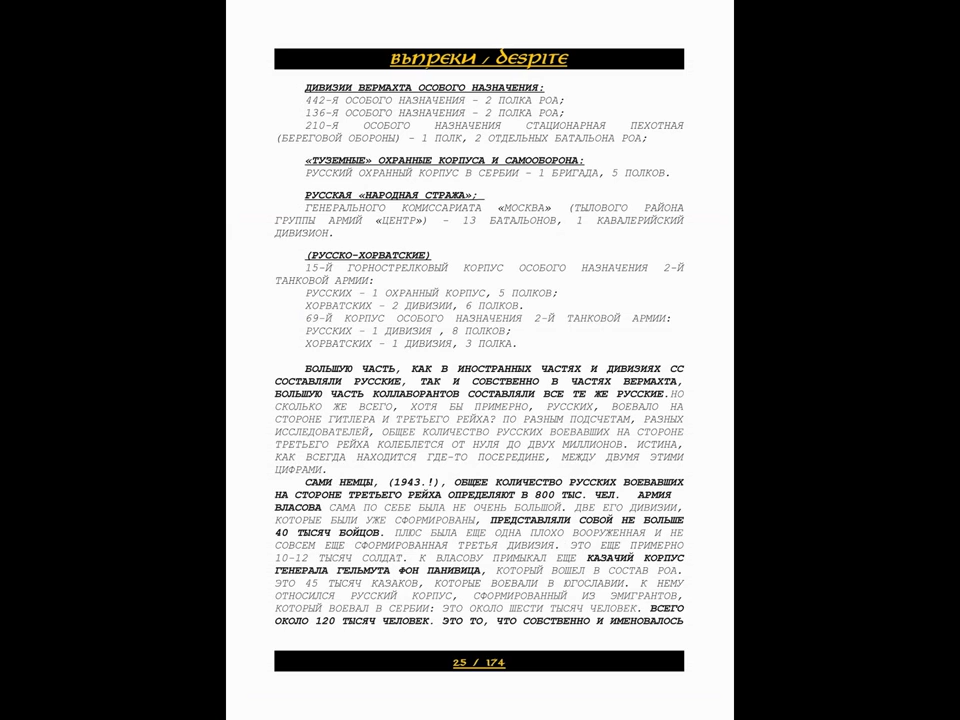 ВЪПРЕКИ / DESPITE
ДИВИЗИИ ВЕРМАХТА ОСОБОГО НАЗНАЧЕНИЯ:
442-Я ОСОБОГО НАЗНАЧЕНИЯ - 2 ПОЛКА РОА;
136-Я ОСОБОГО НАЗНАЧЕНИЯ - 2 ПОЛКА РОА;
210-Я ОСОБОГО НАЗНАЧЕНИЯ СТАЦИОНАРНАЯ ПЕХОТНАЯ
(БЕРЕГОВОЙ ОБОРОНЫ) - 1 ПОЛК, 2 ОТДЕЛЬНЫХ БАТАЛЬОНА РОА;
«ТУЗЕМНЫЕ» ОХРАННЫЕ КОРПУСА И САМООБОРОНА:
РУССКИЙ ОХРАННЫЙ КОРПУС В СЕРБИИ - 1 БРИГАДА, 5 ПОЛКОВ.
РУССКАЯ «НАРОДНАЯ СТРАЖА»:
ГЕНЕРАЛЬНОГО КОМИССАРИАТА «МОСКВА» (ТЫЛОВОГО РАЙОНА
ГРУППЫ АРМИЙ «ЦЕНТР») - 13 БАТАЛЬОНОВ, 1 КАВАЛЕРИЙСКИЙ
ДИВИЗИОН.
(РУССКО-ХОРВАТСКИЕ)
15-Й ГОРНОСТРЕЛКОВЫЙ КОРПУС ОСОБОГО НАЗНАЧЕНИЯ 2-Й
ТАНКОВОЙ АРМИИ:
РУССКИХ - 1 ОХРАННЫЙ КОРПУС, 5 ПОЛКОВ;
ХОРВАТСКИХ - 2 ДИВИЗИИ, 6 ПОЛКОВ.
69-Й КОРПУС ОСОБОГО НАЗНАЧЕНИЯ 2-Й ТАНКОВОЙ АРМИИ:
РУССКИХ - 1 ДИВИЗИЯ , 8 ПОЛКОВ;
ХОРВАТСКИХ - 1 ДИВИЗИЯ, 3 ПОЛКА.
БОЛЬШУЮ ЧАСТЬ, КАК В ИНОСТРАННЫХ ЧАСТЯХ И ДИВИЗИЯХ СС
СОСТАВЛЯЛИ РУССКИЕ, ТАК И СОБСТВЕННО В ЧАСТЯХ ВЕРМАХТА,
БОЛЬШУЮ ЧАСТЬ КОЛЛАБОРАНТОВ СОСТАВЛЯЛИ ВСЕ ТЕ ЖЕ РУССКИЕ.НО
СКОЛЬКО ЖЕ ВСЕГО, ХОТЯ БЫ ПРИМЕРНО, РУССКИХ, ВОЕВАЛО НА
СТОРОНЕ ГИТЛЕРА И ТРЕТЬЕГО РЕЙХА? ПО РАЗНЫМ ПОДСЧЕТАМ, РАЗНЫХ
ИССЛЕДОВАТЕЛЕЙ, ОБЩЕЕ КОЛИЧЕСТВО РУССКИХ ВОЕВАВШИХ НА СТОРОНЕ
ТРЕТЬЕГО РЕЙХА КОЛЕБЛЕТСЯ ОТ НУЛЯ ДО ДВУХ МИЛЛИОНОВ. ИСТИНА,
КАК ВСЕГДА НАХОДИТСЯ ГДЕ-ТО ПОСЕРЕДИНЕ, МЕЖДУ ДВУМЯ ЭТИМИ
ЦИФРАМИ.
САМИ НЕМЦЫ, (1943.!), ОБЩЕЕ КОЛИЧЕСТВО РУССКИХ ВОЕВАВШИХ
НА СТОРОНЕ ТРЕТЬЕГО РЕЙХА ОПРЕДЕЛЯЮТ В 800 ТЫС. ЧЕЛ. АРМИЯ
ВЛАСОВА САМА ПО СЕБЕ БЫЛА НЕ ОЧЕНЬ БОЛЬШОЙ. ДВЕ ЕГО ДИВИЗИИ,
КОТОРЫЕ БЫЛИ УЖЕ СФОРМИРОВАНЫ, ПРЕДСТАВЛЯЛИ СОБОЙ НЕ БОЛЬШЕ
40 ТЫСЯЧ БОЙЦОВ. ПЛЮС БЫЛА ЕЩЕ ОДНА ПЛОХО ВООРУЖЕННАЯ И НЕ
СОВСЕМ ЕЩЕ СФОРМИРОВАННАЯ ТРЕТЬЯ ДИВИЗИЯ. ЭТО ЕЩЕ ПРИМЕРНО
10-12 ТЫСЯЧ СОЛДАТ. К ВЛАСОВУ ПРИМЫКАЛ ЕЩЕ КАЗАЧИЙ КОРПУС
ГЕНЕРАЛА ГЕЛЬМУТА ФОН ПАНИВИЦА, КОТОРЫЙ ВОШЕЛ В СОСТАВ РОА.
ЭТО 45 ТЫСЯЧ КАЗАКОВ, КОТОРЫЕ ВОЕВАЛИ В ЮГОСЛАВИИ. К НЕМУ
ОТНОСИЛСЯ РУССКИЙ КОРПУС, СФОРМИРОВАННЫЙ ИЗ ЭМИГРАНТОВ,
КОТОРЫЙ ВОЕВАЛ В СЕРБИИ: ЭТО ОКОЛО ШЕСТИ ТЫСЯЧ ЧЕЛОВЕК. ВСЕГО
ОКОЛО 120 ТЫСЯЧ ЧЕЛОВЕК. ЭТО ТО, ЧТО СОБСТВЕННО И ИМЕНОВАЛОСЬ
25 / 174